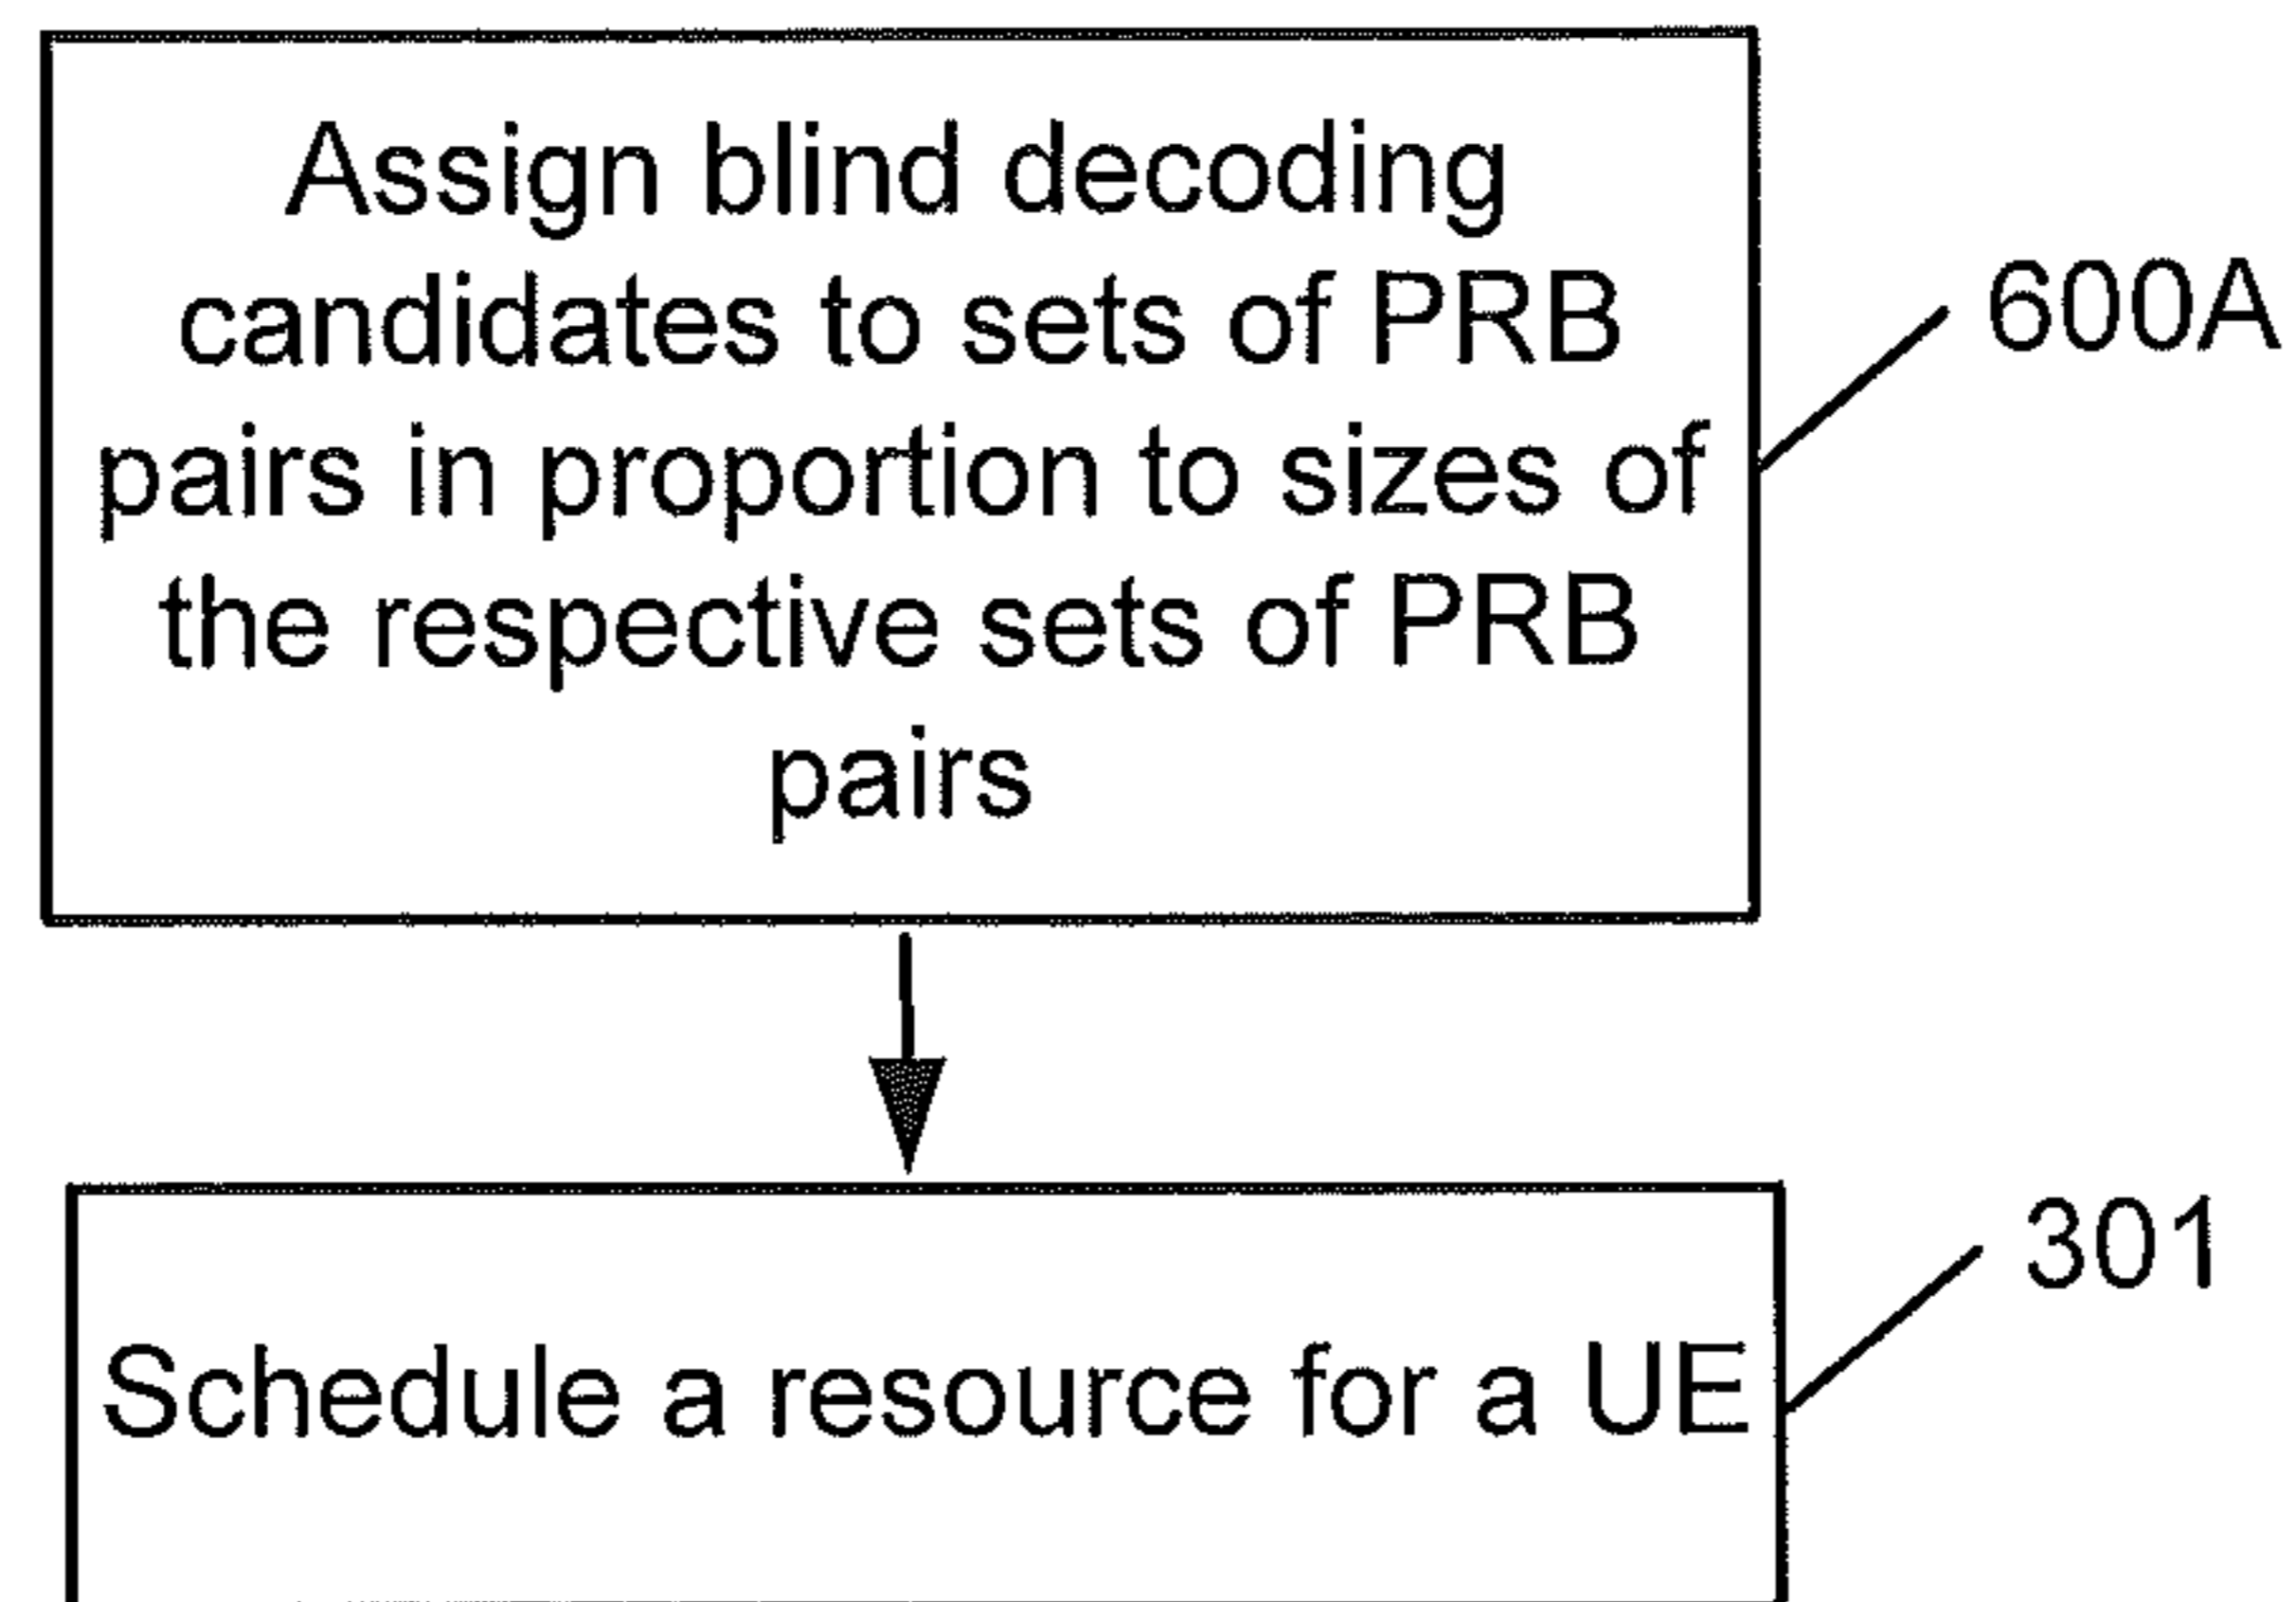 Assign blind decoding
candidates to sets of PRB
pairs in proportion to sizes of
the respective sets of PRB
pairs
600A
Schedule a resource for a UE
301